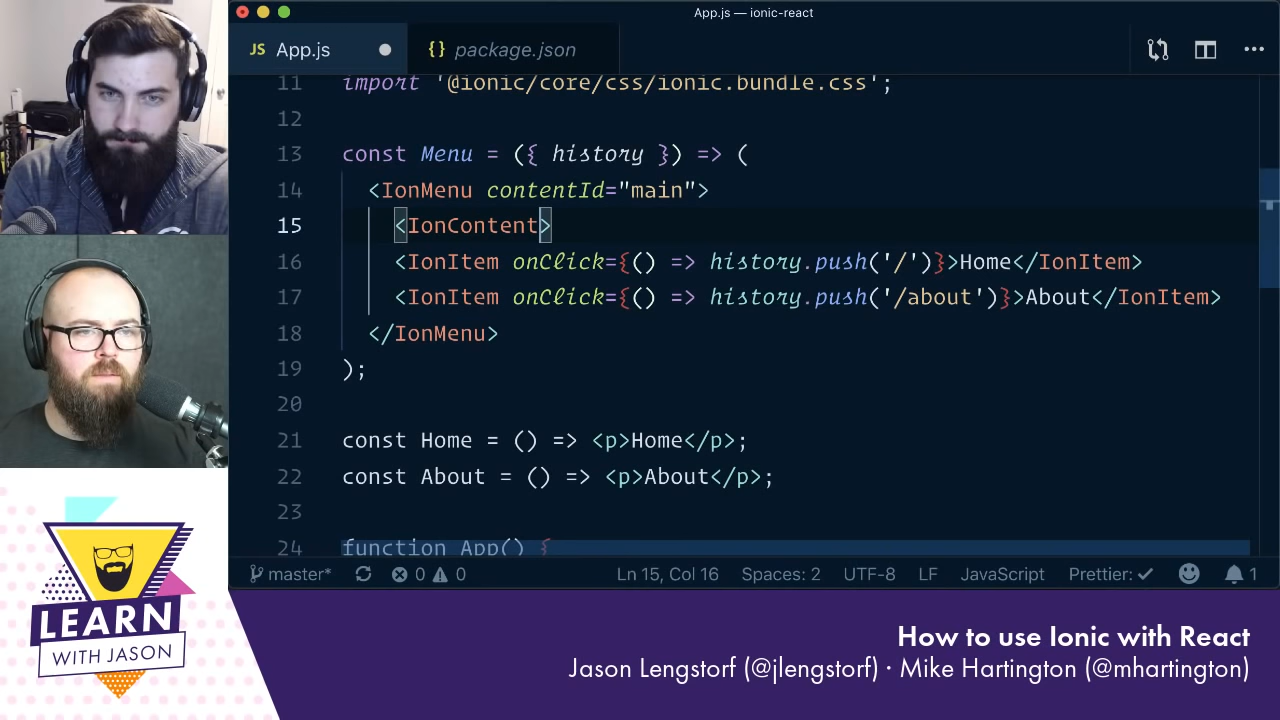 App.js — ionic-react
JS App.js
{} package.json
11 import '@ionic/core/css/ionic.bundle.css';
12
13 const Menu = ({ history }) => (
14 <IonMenu contentId="main">
15 <IonContent>
16 <IonItem onClick={() => history.push('/')}>Home</IonItem>
17 <IonItem onClick={() => history.push('/about')}>About</IonItem>
18 </IonMenu>
19 );
20
21 const Home = () => <p>Home</p>;
22 const About = () => <p>About</p>;
23
24 function App() {
master* 0 0 Ln 15, Col 16 Spaces: 2 UTF-8 LF JavaScript Prettier: ✓ 1
LEARN
WITH JASON
How to use Ionic with React
Jason Lengstorf (@jlengstorf) · Mike Hartington (@mhartington)